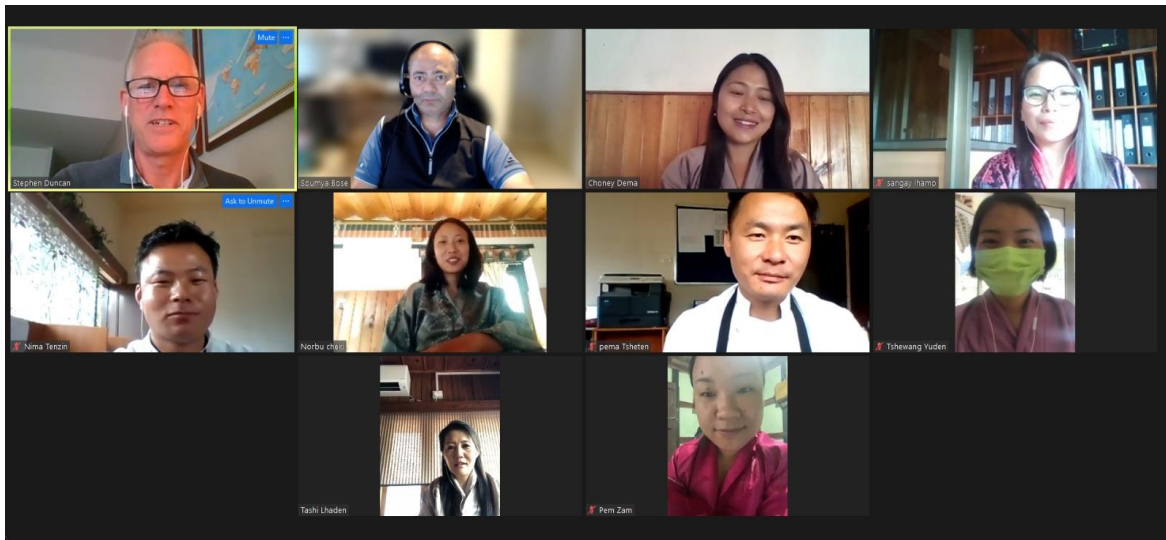 Mute ...
Stephen Duncan
Soumya Bose
Choney Dema
sangay lhamo
Ask to Unmute ...
Nima Tenzin
Norbu cheki
pema Tsheten
Tshewang Yuden
Tashi Lhaden
Pem Zam